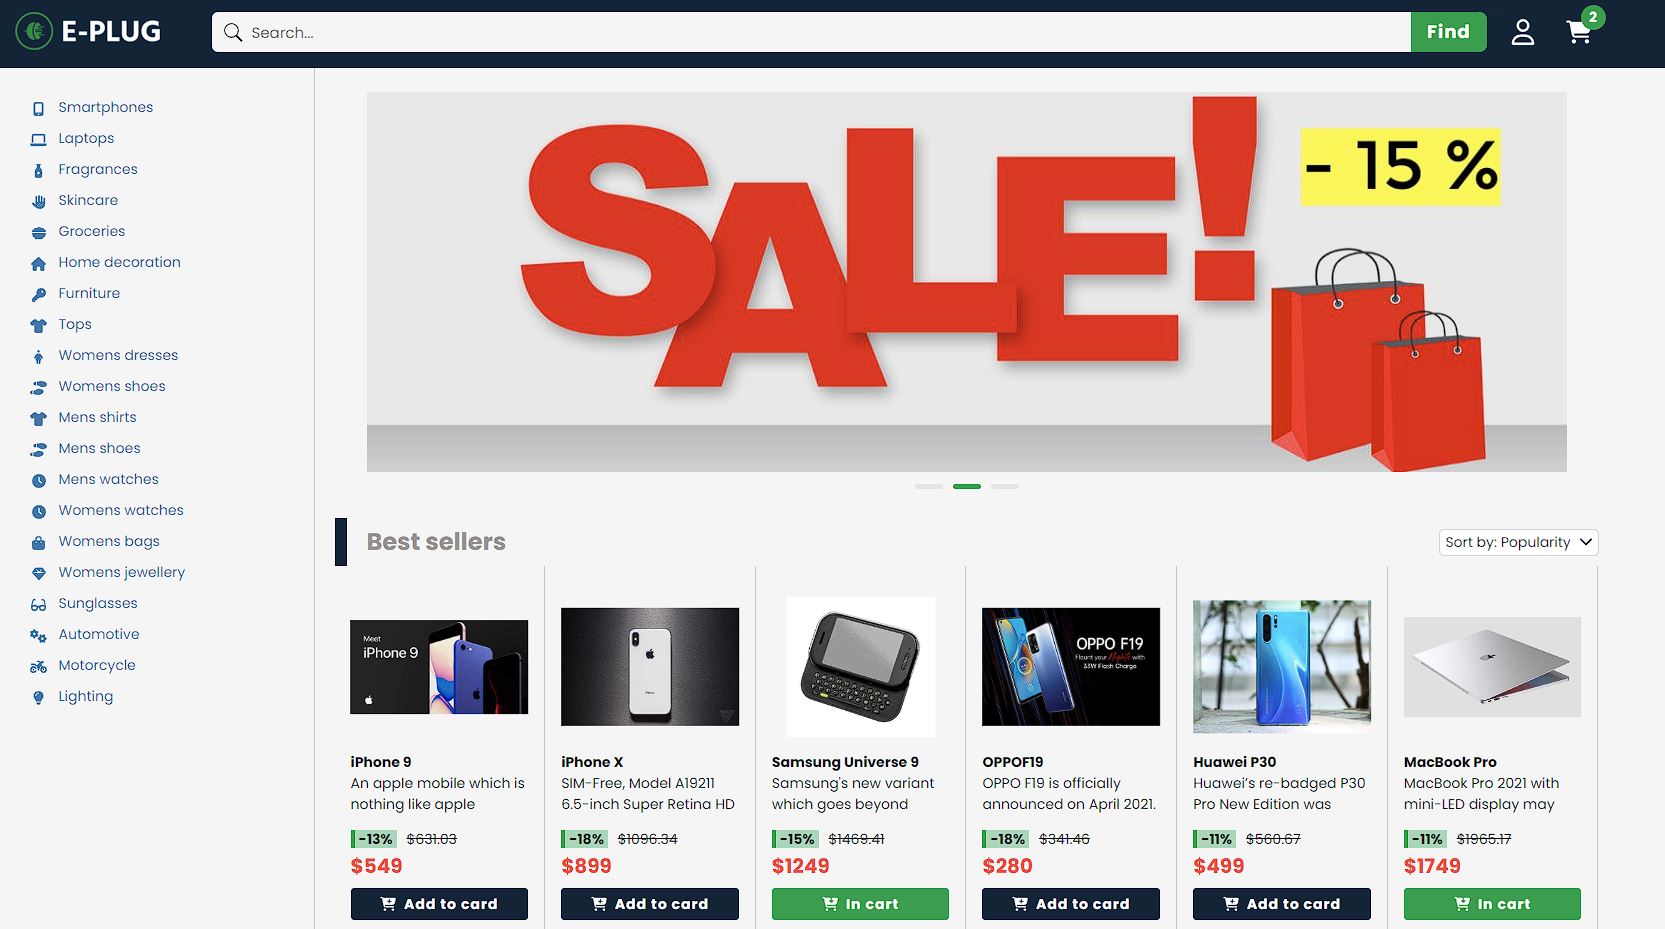 E-PLUG
Search...
Find
2
Smartphones
Laptops
Fragrances
Skincare
Groceries
Home decoration
Furniture
Tops
Womens dresses
Womens shoes
Mens shirts
Mens shoes
Mens watches
Womens watches
Womens bags
Womens jewellery
Sunglasses
Automotive
Motorcycle
Lighting
SALE!
- 15 %
Best sellers
Sort by: Popularity
Meet
iPhone 9
iPhone 9
An apple mobile which is
nothing like apple
-13% $631.03
$549
Add to card
iPhone X
SIM-Free, Model A19211
6.5-inch Super Retina HD
-18% $1096.34
$899
Add to card
Samsung Universe 9
Samsung's new variant
which goes beyond
-15% $1469.41
$1249
In cart
OPPO F19
Flaunt your Flights with
33W Flash Charge
OPPOF19
OPPO F19 is officially
announced on April 2021.
-18% $341.46
$280
Add to card
Huawei P30
Huawei's re-badged P30
Pro New Edition was
-11% $560.67
$499
Add to card
MacBook Pro
MacBook Pro 2021 with
mini-LED display may
-11% $1965.17
$1749
In cart